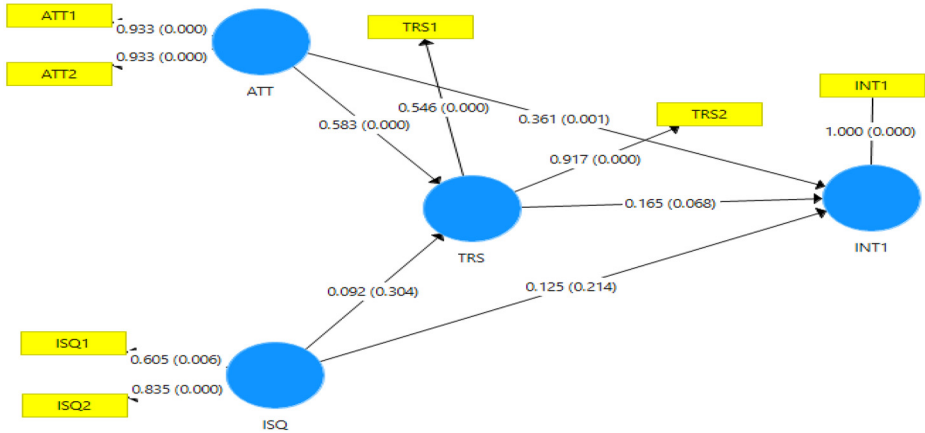 ATT1
0.933 (0.000)
ATT2
0.933 (0.000)
ATT
TRS1
0.546 (0.000)
0.583 (0.000)
0.361 (0.001)
TRS2
0.917 (0.000)
INT1
1.000 (0.000)
0.165 (0.068)
TRS
INT1
0.092 (0.304)
0.125 (0.214)
ISQ1
0.605 (0.006)
ISQ2
0.835 (0.000)
ISQ